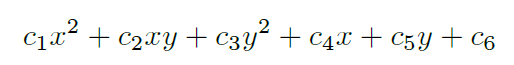 c₁x² + c₂xy + c₃y² + c₄x + c₅y + c₆